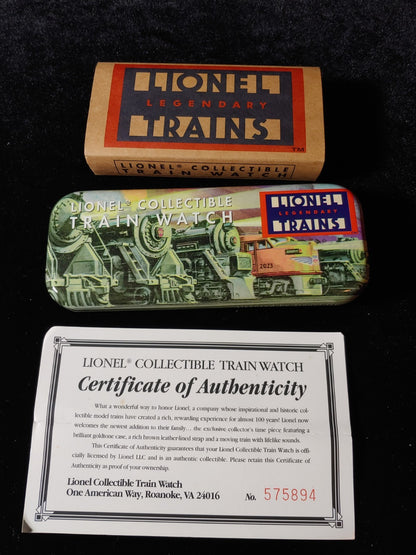 LIONEL
LEGENDARY
TRAINS
TM
LIONEL® COLLECTIBLE
TRAIN WATCH
LIONEL® COLLECTIBLE
TRAIN WATCH
LIONEL
LEGENDARY
TRAINS
2023
LIONEL® COLLECTIBLE TRAIN WATCH
Certificate of Authenticity
What a wonderful way to honor Lionel, a company whose inspirational and historic col-
lectible model trains have created a rich, rewarding experience for almost 100 years! Lionel now
welcomes the newest addition to their family... the exclusive collector's time piece featuring a
brilliant goldtone case, a rich brown leather-lined strap and a moving train with lifelike sounds.
This Certificate of Authenticity guarantees that your Lionel Collectible Train Watch is offi-
cially licensed by Lionel LLC and is an authentic collectible. Please retain this Certificate of
Authenticity as proof of your ownership.
Lionel Collectible Train Watch
One American Way, Roanoke, VA 24016
No. 575894